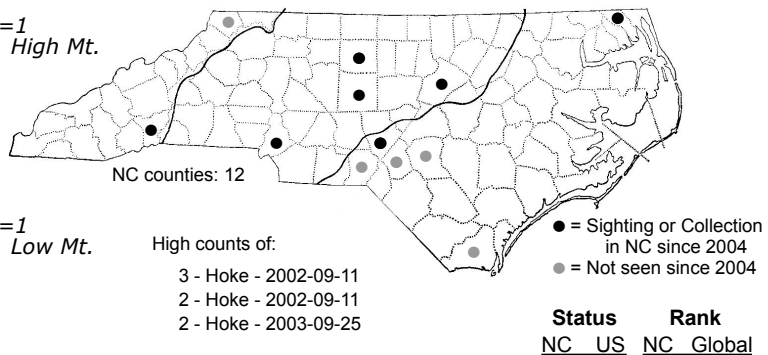 =1
High Mt.
NC counties: 12
=1
Low Mt.
High counts of:
3 - Hoke - 2002-09-11
2 - Hoke - 2002-09-11
2 - Hoke - 2003-09-25
● = Sighting or Collection
in NC since 2004
● = Not seen since 2004
Status Rank
NC US NC Global